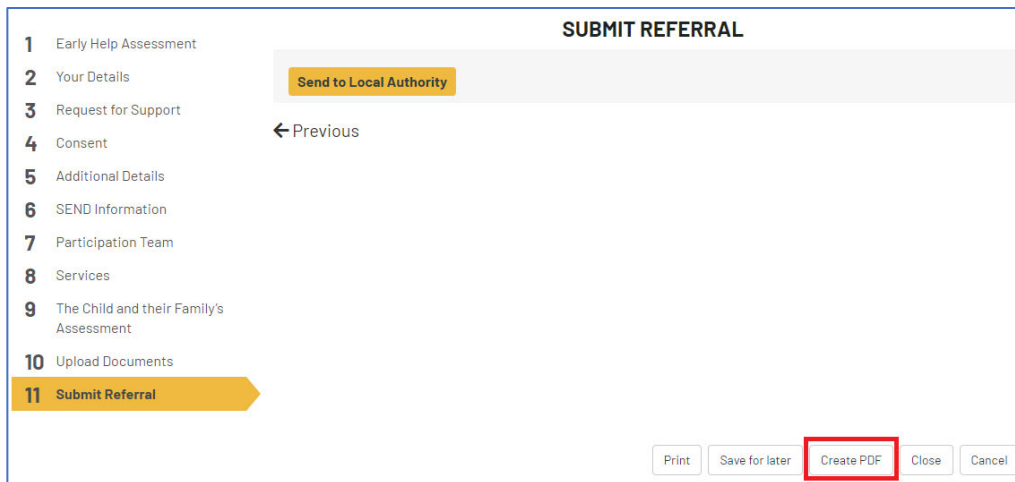 SUBMIT REFERRAL
1 Early Help Assessment
2 Your Details
3 Request for Support
4 Consent
5 Additional Details
6 SEND Information
7 Participation Team
8 Services
9 The Child and their Family's
Assessment
10 Upload Documents
11 Submit Referral
Send to Local Authority
Previous
Print Save for later Create PDF Close Cancel